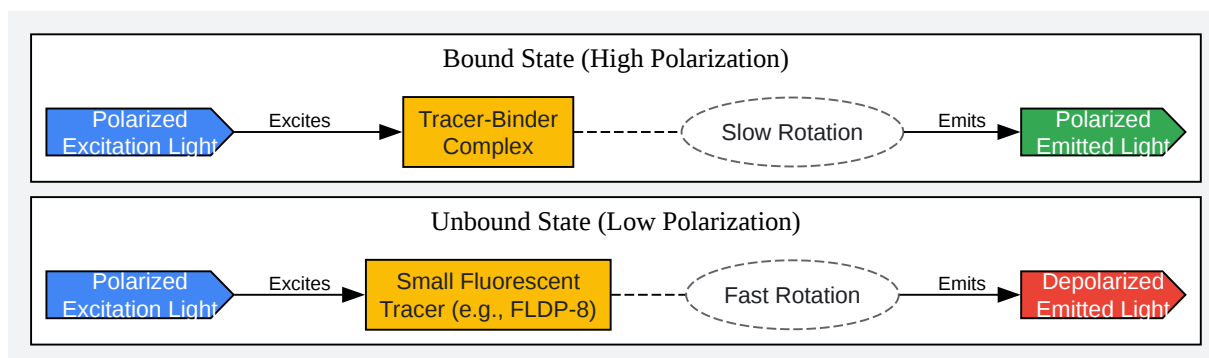 Bound State (High Polarization)
Polarized
Excitation Light
Excites
Tracer-Binder
Complex
Slow Rotation
Emits
Polarized
Emitted Light
Unbound State (Low Polarization)
Polarized
Excitation Light
Excites
Small Fluorescent
Tracer (e.g., FLDP-8)
Fast Rotation
Emits
Depolarized
Emitted Light